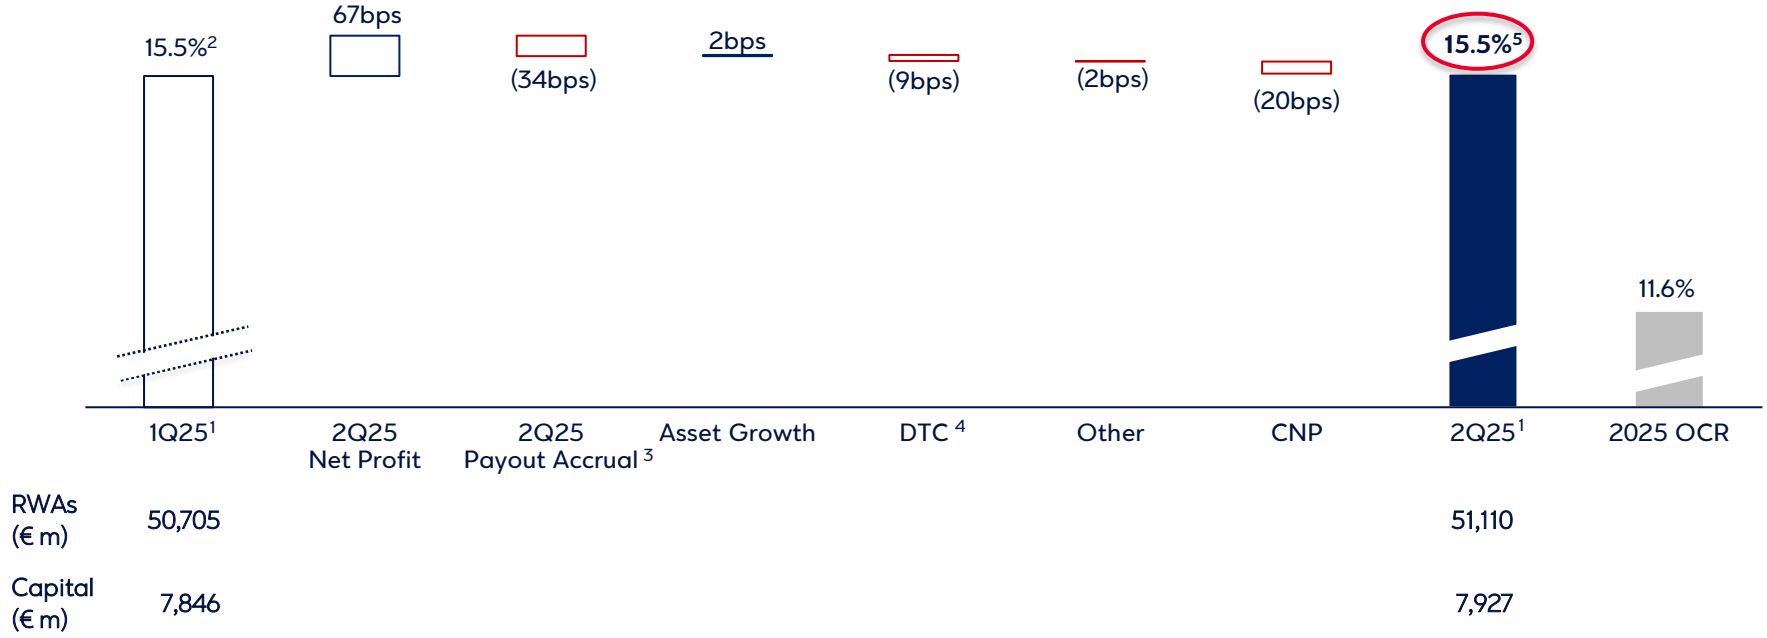 67bps
15.5%2
2bps
15.5%5
(34bps)
(9bps)
(2bps)
(20bps)
11.6%
1Q251
2Q25
Net Profit
2Q25
Payout Accrual 3
Asset Growth
DTC 4
Other
CNP
2Q251
2025 OCR
RWAs
(€ m)
50,705
51,110
Capital
(€ m)
7,846
7,927